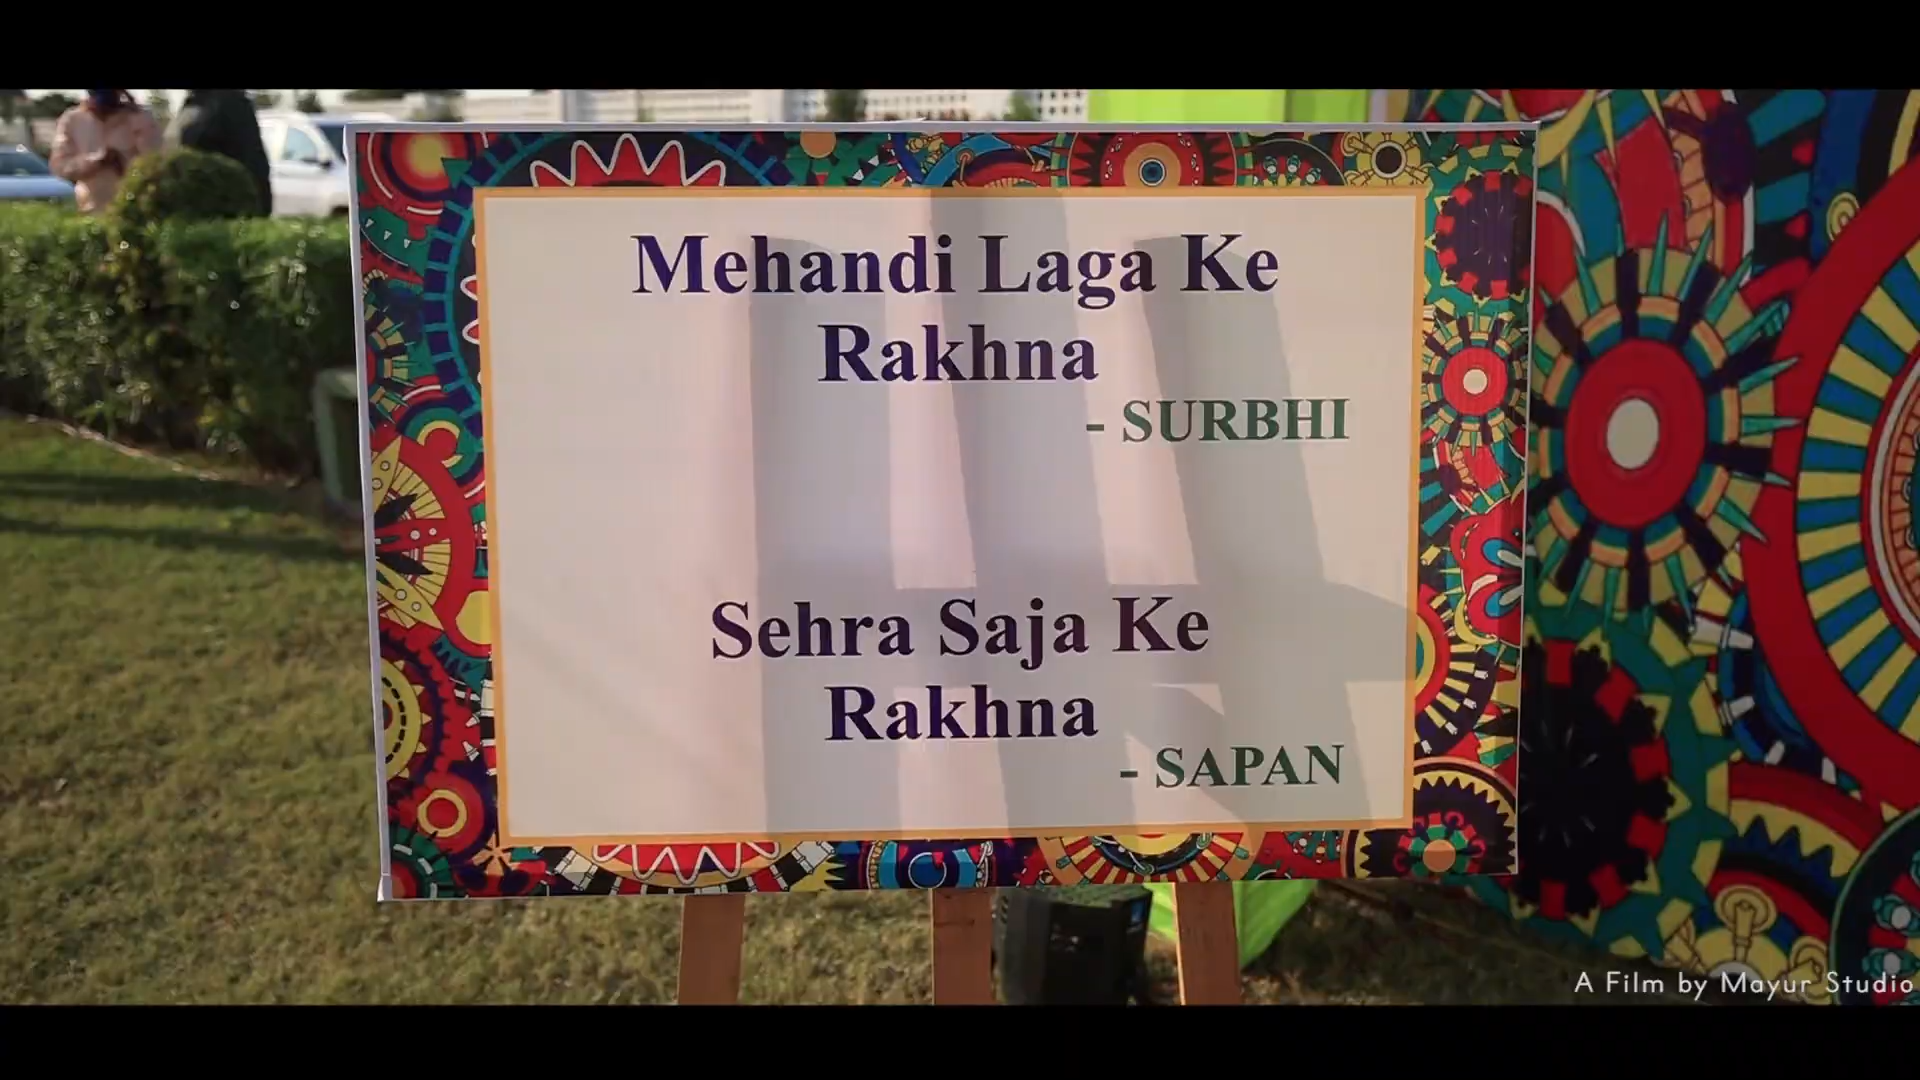 Mehandi Laga Ke
Rakhna
- SURBHI
Sehra Saja Ke
Rakhna
- SAPAN
A Film by Mayur Studio